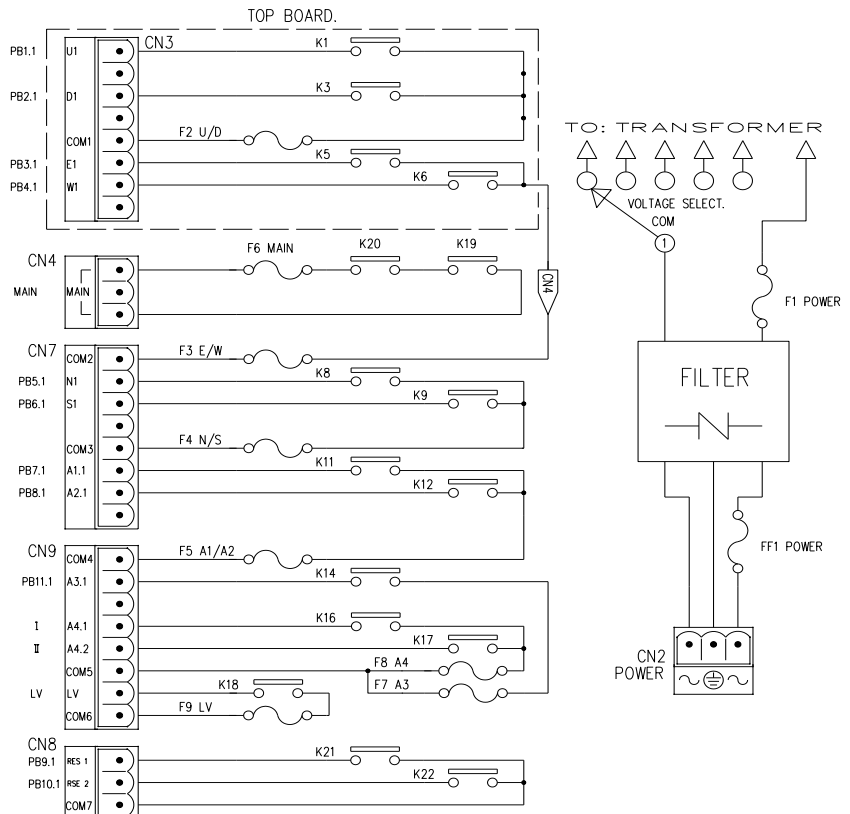 TOP BOARD.
CN3
PB1.1 U1 K1
PB2.1 D1 K3
COM1 F2 U/D
PB3.1 E1 K5
PB4.1 W1 K6
TO: TRANSFORMER
VOLTAGE SELECT.
COM
1
F1 POWER
CN4
F6 MAIN K20 K19
MAIN MAIN
CN4
CN7
COM2 F3 E/W
PB5.1 N1 K8
PB6.1 S1 K9
COM3 F4 N/S
PB7.1 A1.1 K11
PB8.1 A2.1 K12
FILTER
FF1 POWER
CN9
COM4 F5 A1/A2
PB11.1 A3.1 K14
I A4.1 K16
II A4.2 K17
COM5 F8 A4
F7 A3
LV LV K18
COM6 F9 LV
CN2
POWER
CN8
PB9.1 RES 1 K21
PB10.1 RSE 2 K22
COM7